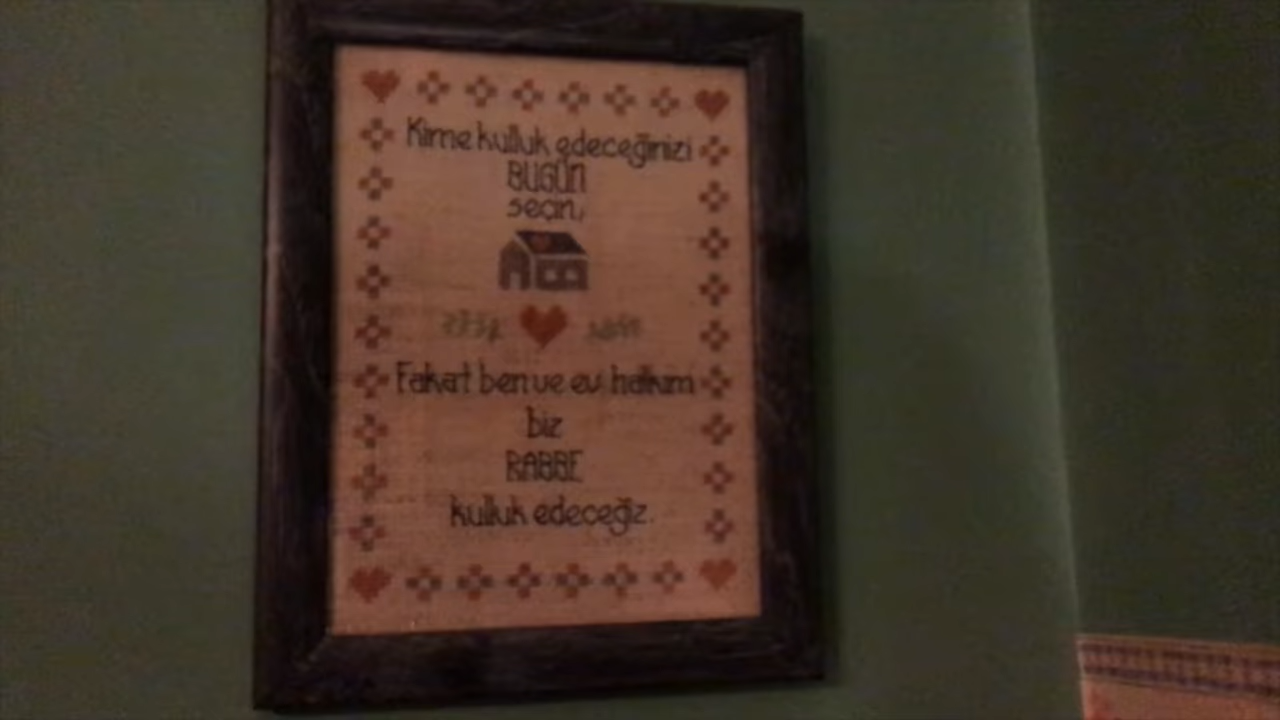 Kime kulluk edeceğinizi
BUGÜN
seçin,
Fakat ben ve ev halkım
biz
RABBE
kulluk edeceğiz.